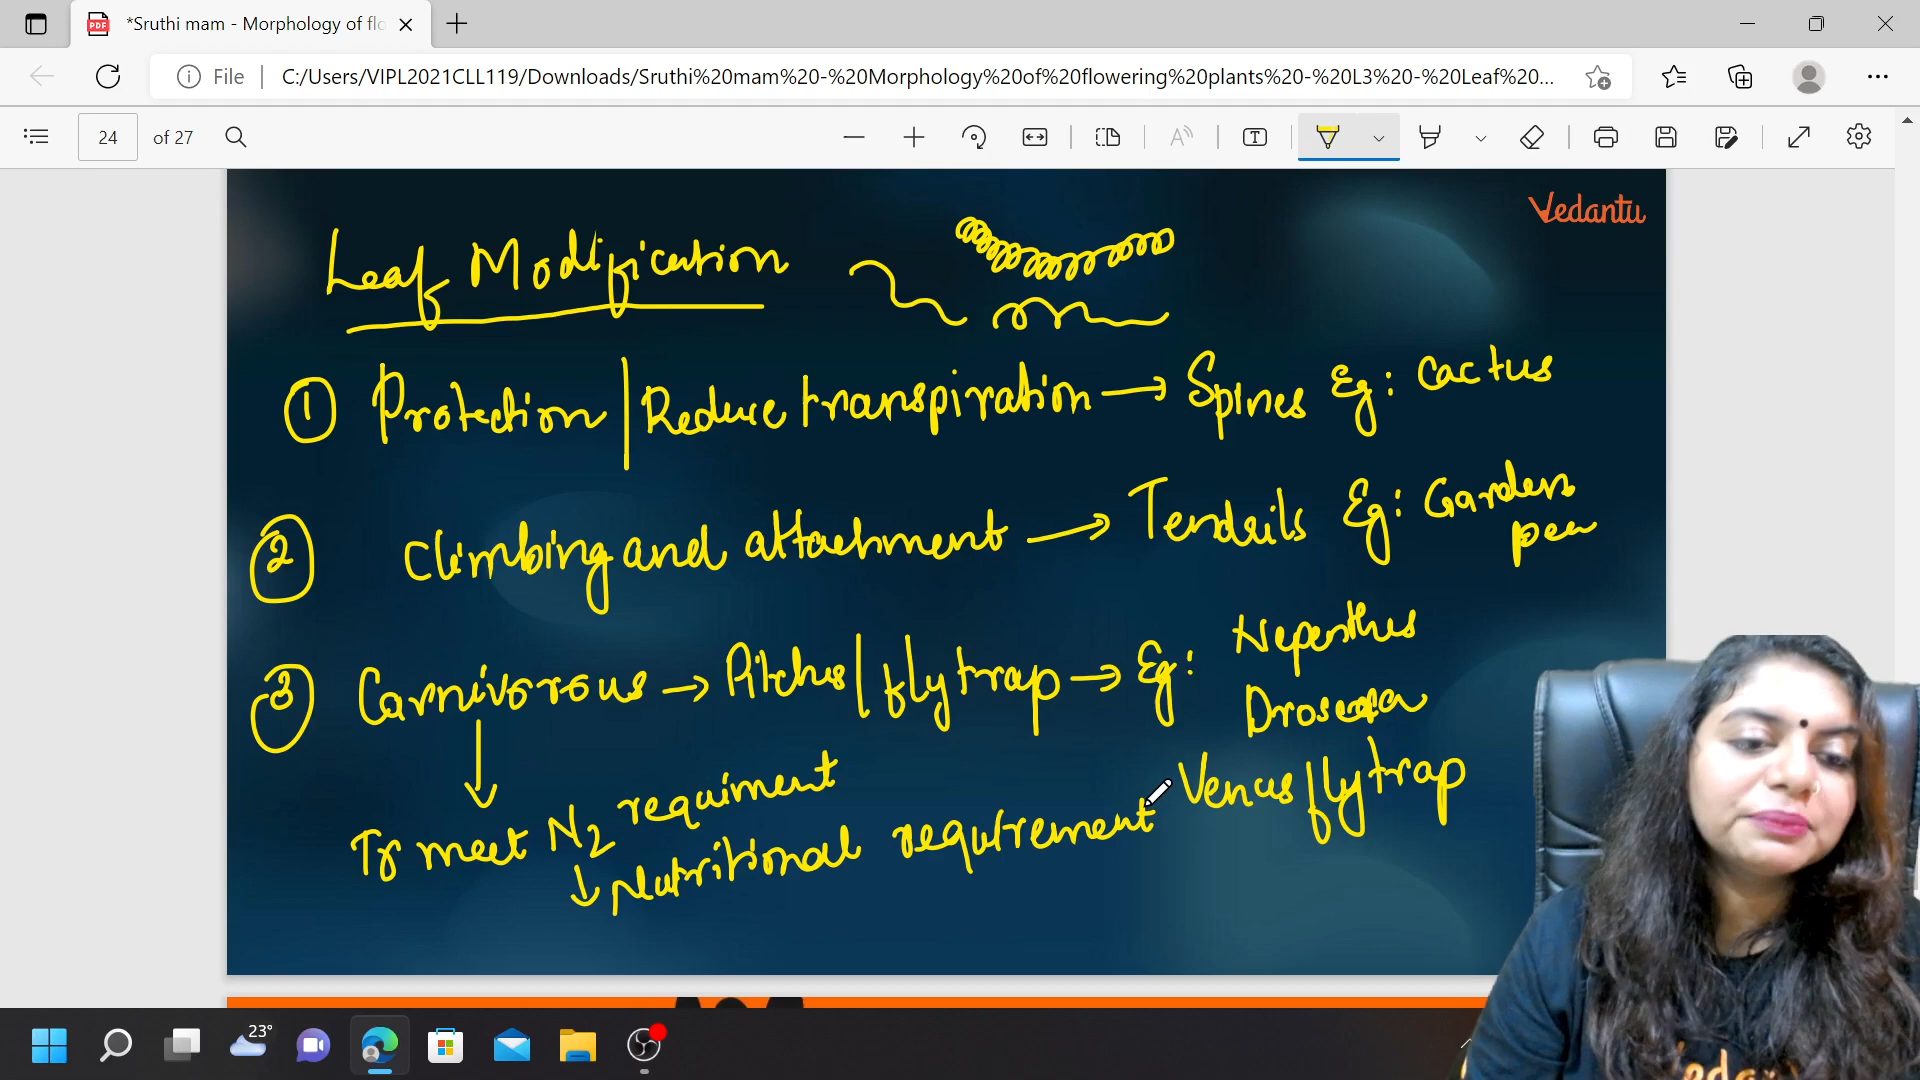 *Sruthi mam - Morphology of flo
File
C:/Users/VIPL2021CLL119/Downloads/Sruthi%20mam%20-%20Morphology%20of%20flowering%20plants%20-%20L3%20-%20Leaf%20...
24 of 27
Vedantu
Leaf Modification
① Protection | Reduce transpiration → Spines Eg: Cactus
② Climbing and attachment → Tendrils Eg: Garden
pea
③ Carnivorous → Pitcher | fly trap → Eg: Nepenthes
Drosera
Venus flytrap
To meet N2 requiment
Nutritional requirement
23°